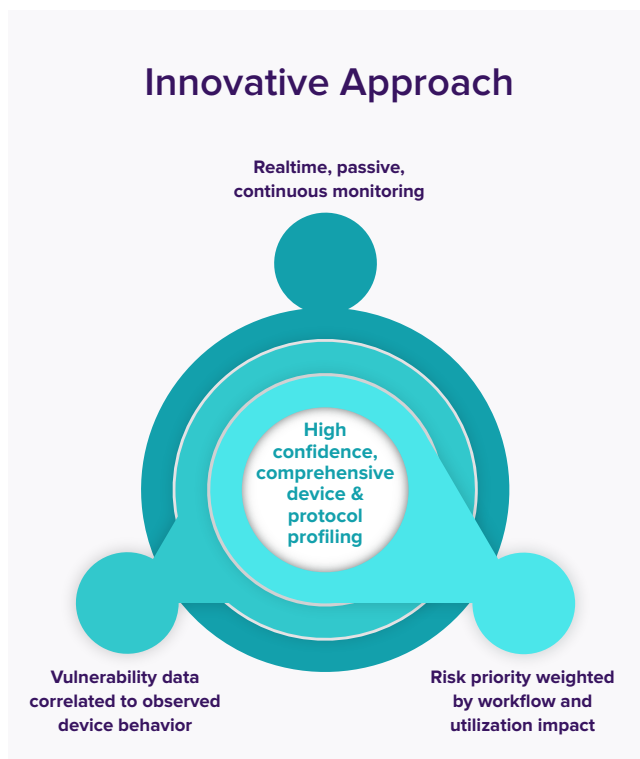 Innovative Approach
Realtime, passive,
continuous monitoring
High
confidence,
comprehensive
device &
protocol
profiling
Vulnerability data
correlated to observed
device behavior
Risk priority weighted
by workflow and
utilization impact